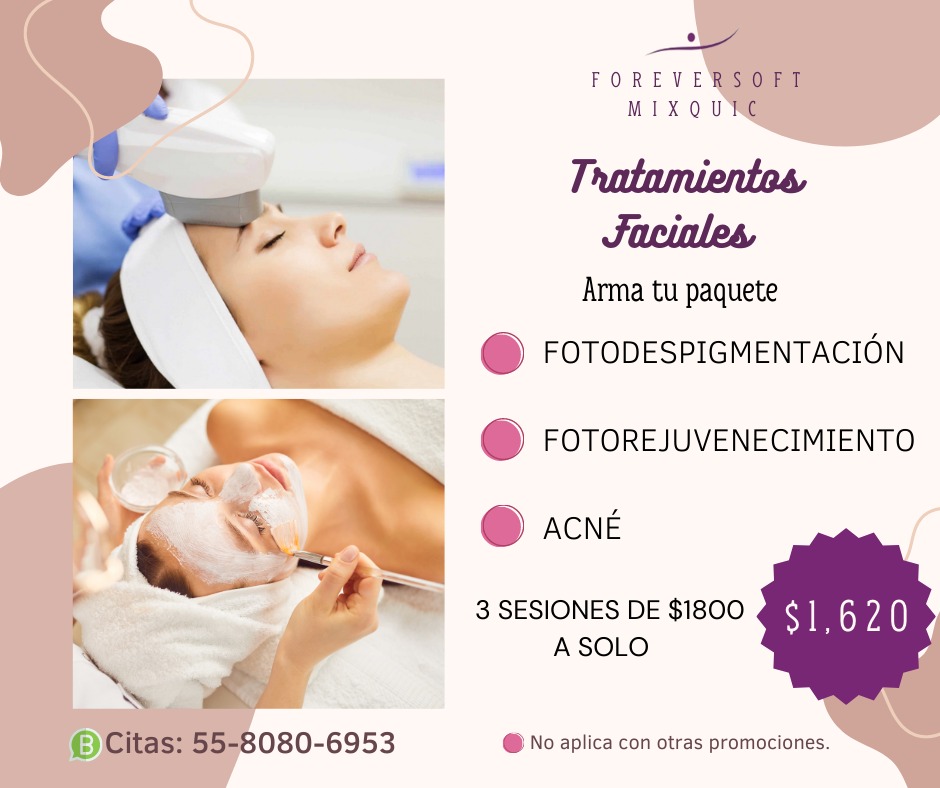 FOREVERSOFT
MIXQUIC
Tratamientos
Faciales
Arma tu paquete
FOTODESPIGMENTACIÓN
FOTOREJUVENECIMIENTO
ACNÉ
3 SESIONES DE $1800
A SOLO
$1,620
B Citas: 55-8080-6953
No aplica con otras promociones.